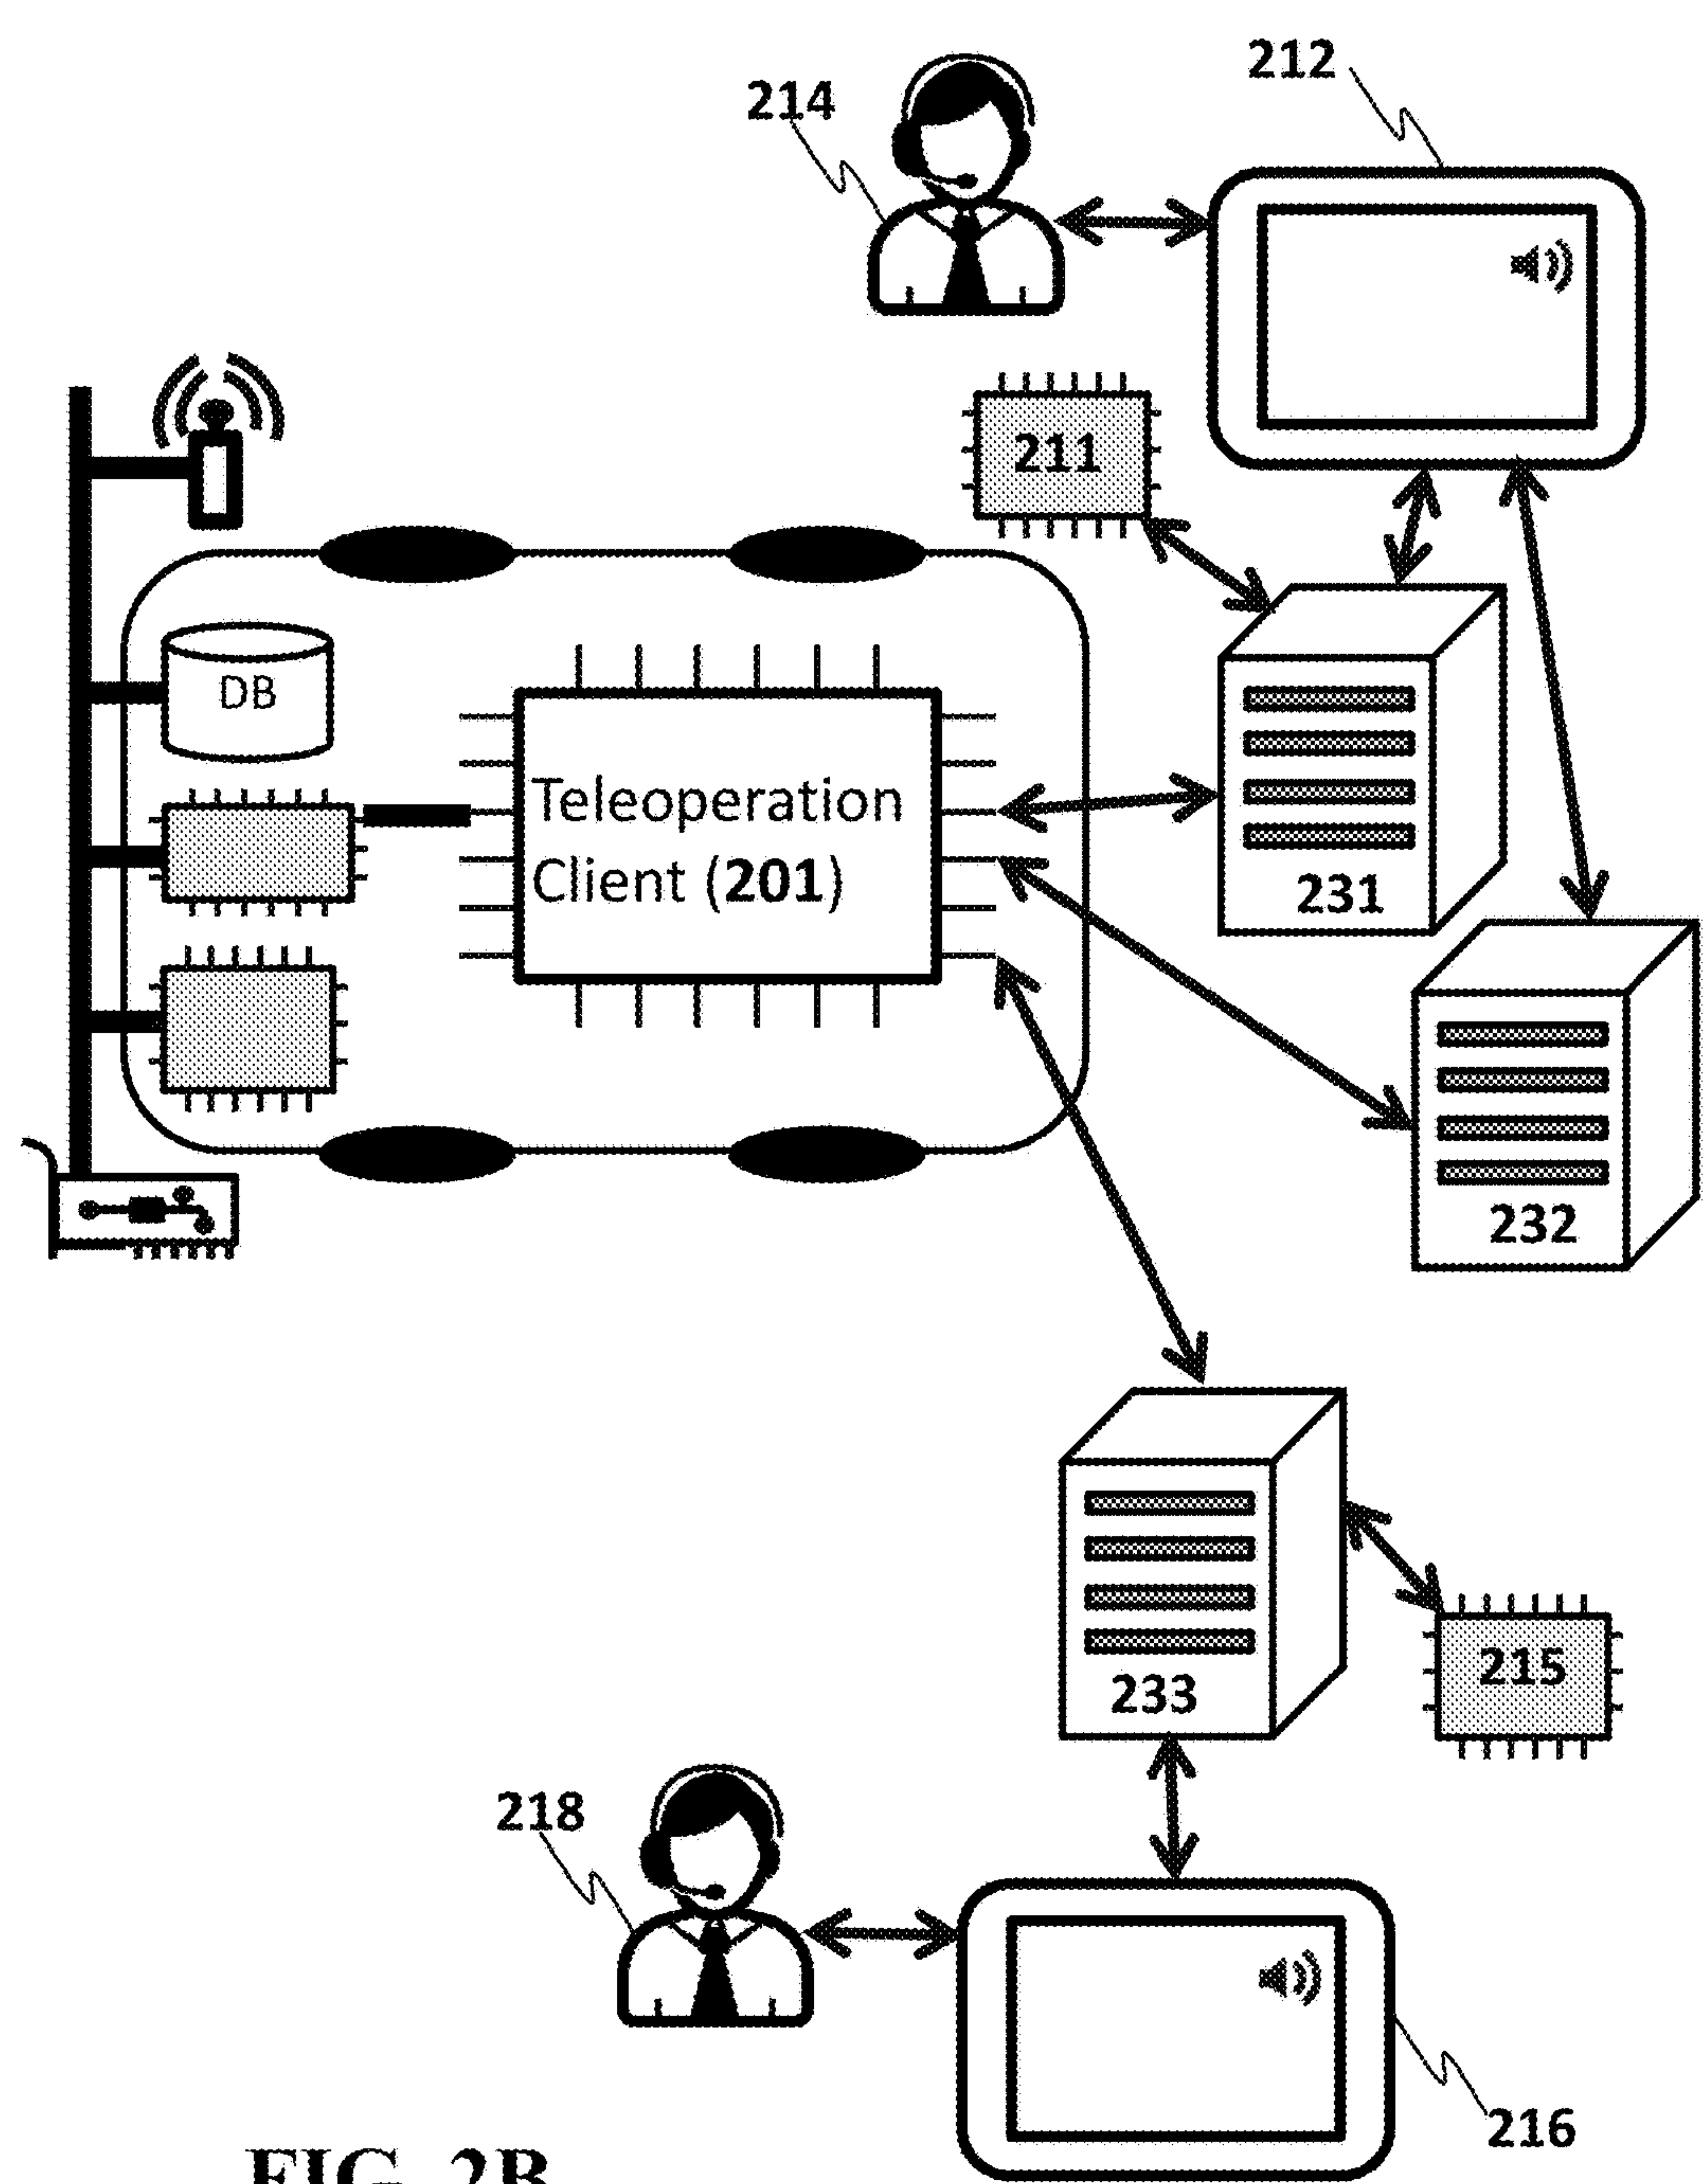 212
214
211
DB
Teleoperation
Client (201)
231
232
233
215
218
216
FIG. 2B